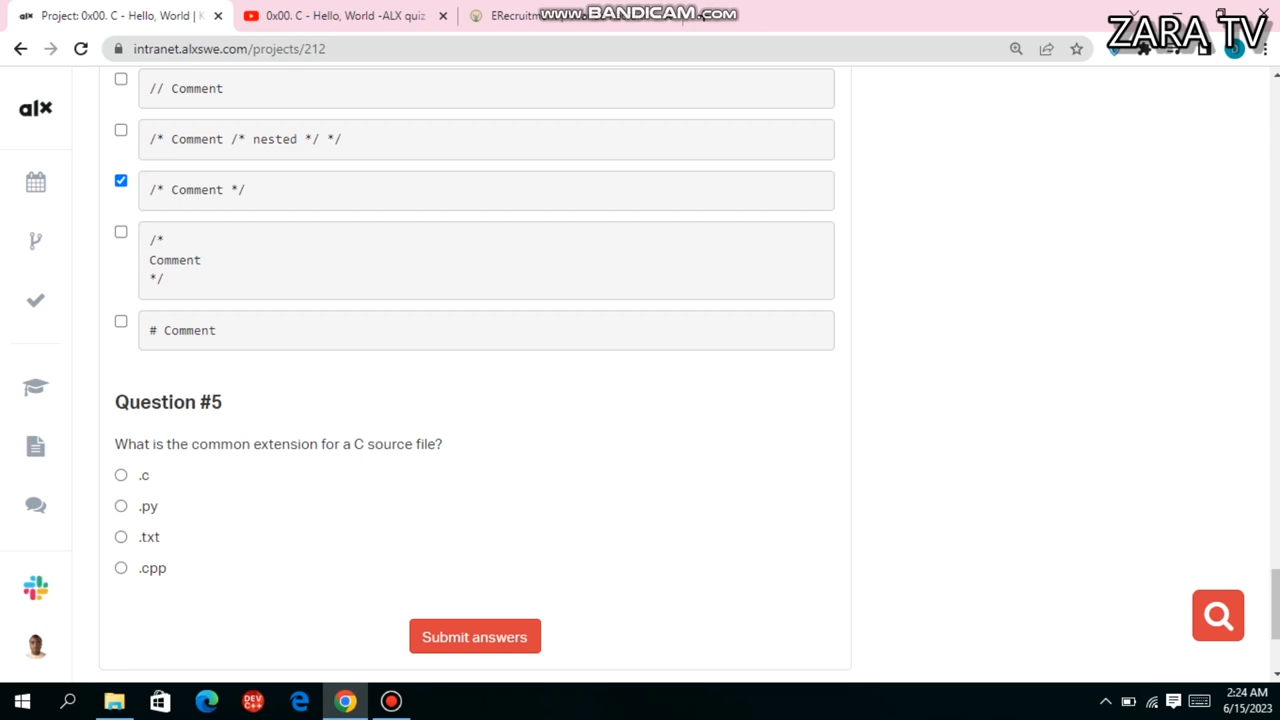 Project: 0x00. C - Hello, World | K
0x00. C - Hello, World -ALX quiz
ERecruitm
www.BANDICAM.com
ZARA TV
intranet.alxswe.com/projects/212
alx
// Comment
/* Comment /* nested */ */
/* Comment */
/*
Comment
*/
# Comment
Question #5
What is the common extension for a C source file?
.c
.py
.txt
.cpp
Submit answers
DEV
2:24 AM
6/15/2023